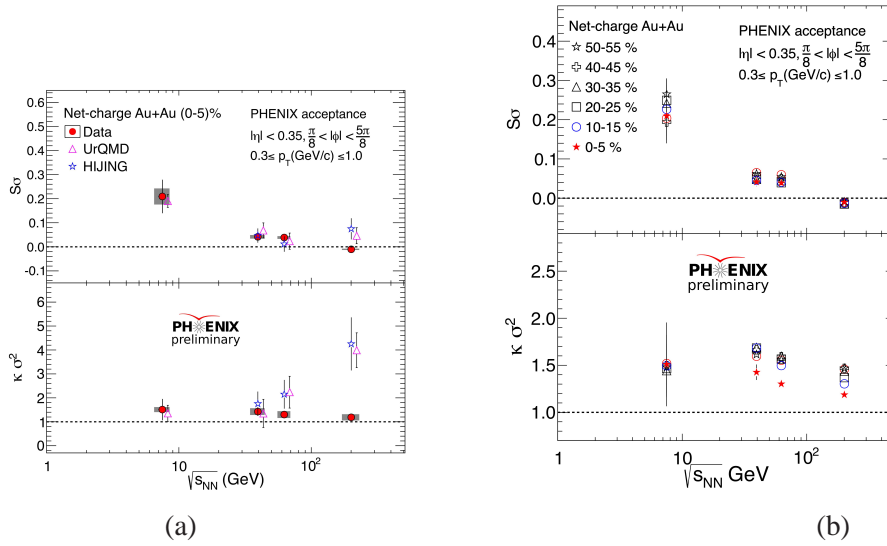 Net-charge Au+Au (0-5)%
Data
UrQMD
HIJING
PHENIX acceptance
|η| < 0.35, π/8 < |ϕ| < 5π/8
0.3≤ p_T(GeV/c) ≤1.0
Sσ
0.6
0.5
0.4
0.3
0.2
0.1
0.0
-0.1
PHENIX
preliminary
κ σ²
6
5
4
3
2
1
0
1
10
10²
√s_NN (GeV)
(a)
Net-charge Au+Au
50-55 %
40-45 %
30-35 %
20-25 %
10-15 %
0-5 %
PHENIX acceptance
|η| < 0.35, π/8 < |ϕ| < 5π/8
0.3≤ p_T(GeV/c) ≤1.0
Sσ
0.4
0.3
0.2
0.1
0.0
PHENIX
preliminary
κ σ²
2.5
2.0
1.5
1.0
1
10
10²
√s_NN GeV
(b)